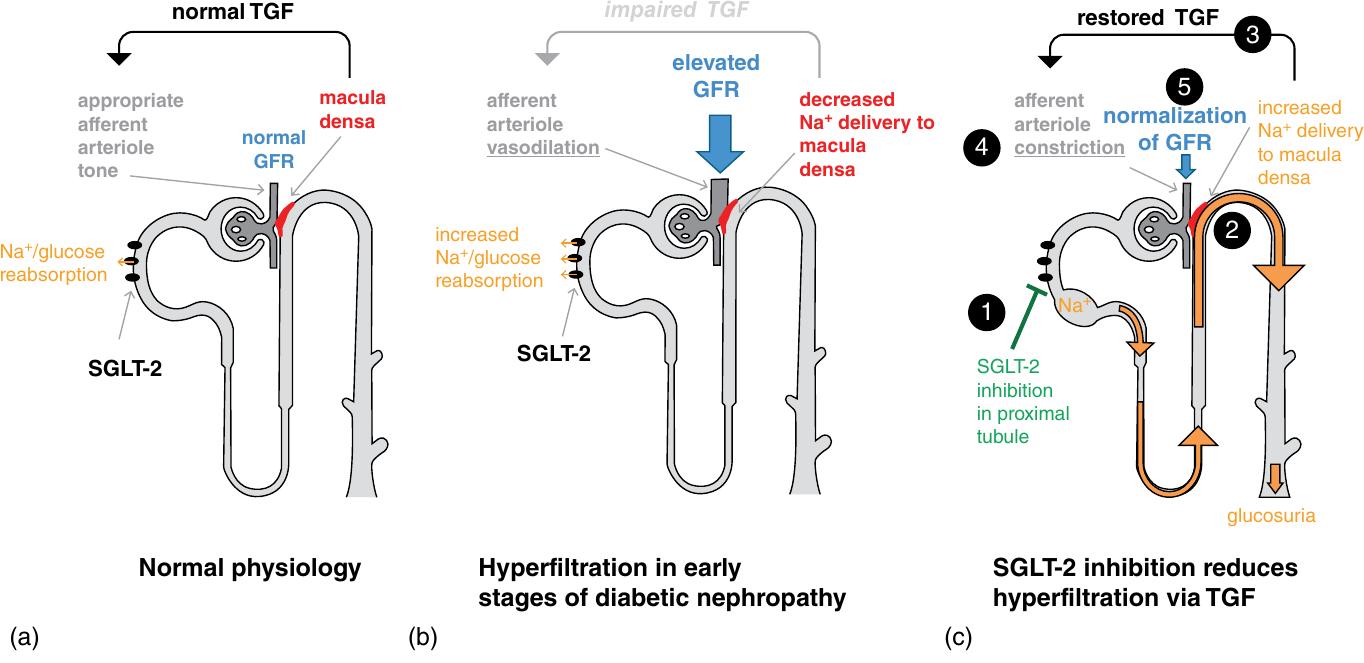 normal TGF
appropriate
afferent
arteriole
tone
normal
GFR
macula
densa
Na⁺/glucose
reabsorption
SGLT-2
Normal physiology
(a)
impaired TGF
elevated
GFR
afferent
arteriole
vasodilation
decreased
Na⁺ delivery to
macula
densa
increased
Na⁺/glucose
reabsorption
SGLT-2
Hyperfiltration in early
stages of diabetic nephropathy
(b)
restored TGF
3
5
afferent
arteriole
constriction
4
normalization
of GFR
increased
Na⁺ delivery
to macula
densa
2
1
Na⁺
SGLT-2
inhibition
in proximal
tubule
glucosuria
SGLT-2 inhibition reduces
hyperfiltration via TGF
(c)